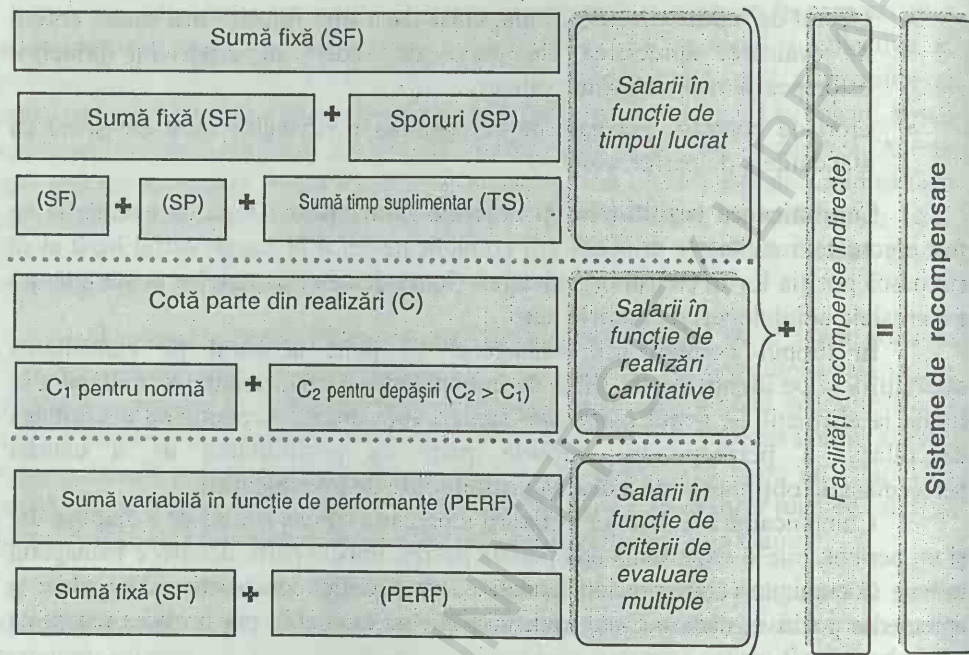 Sumă fixă (SF)
Sumă fixă (SF) + Sporuri (SP)
(SF) + (SP) + Sumă timp suplimentar (TS)
Salarii în
funcție de
timpul lucrat
Cotă parte din realizări (C)
C₁ pentru normă + C₂ pentru depășiri (C₂ > C₁)
Salarii în
funcție de
realizări
cantitative
Sumă variabilă în funcție de performanțe (PERF)
Sumă fixă (SF) + (PERF)
Salarii în
funcție de
criterii de
evaluare
multiple
+
Facilități (recompense indirecte)
=
Sisteme de recompensare